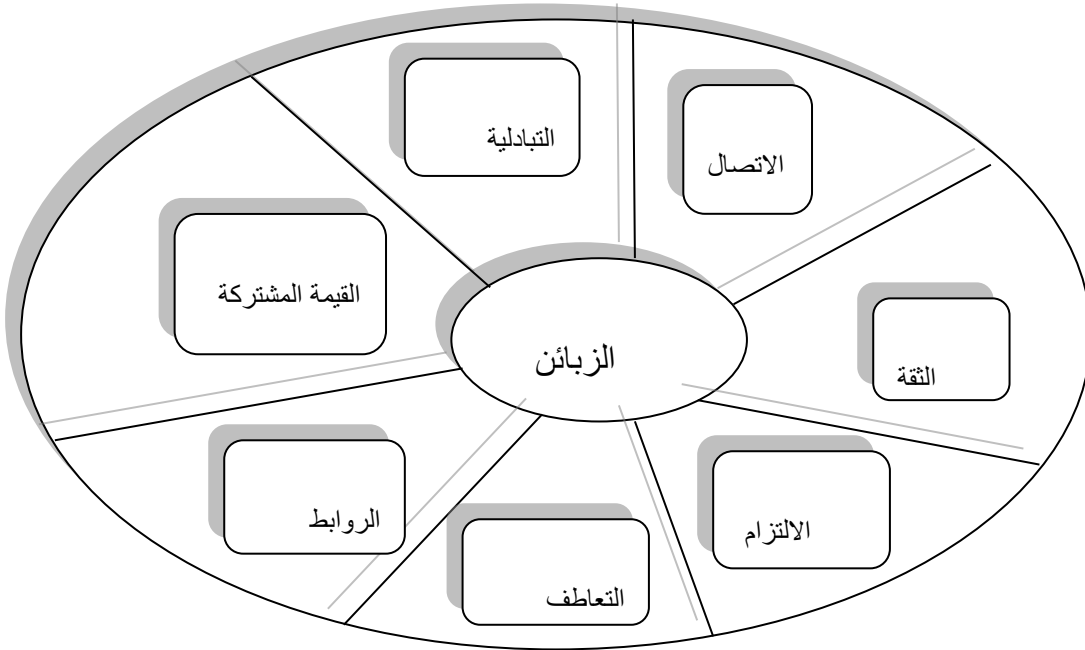 التبادلية
الاتصال
القيمة المشتركة
الزبائن
الثقة
الروابط
الالتزام
التعاطف